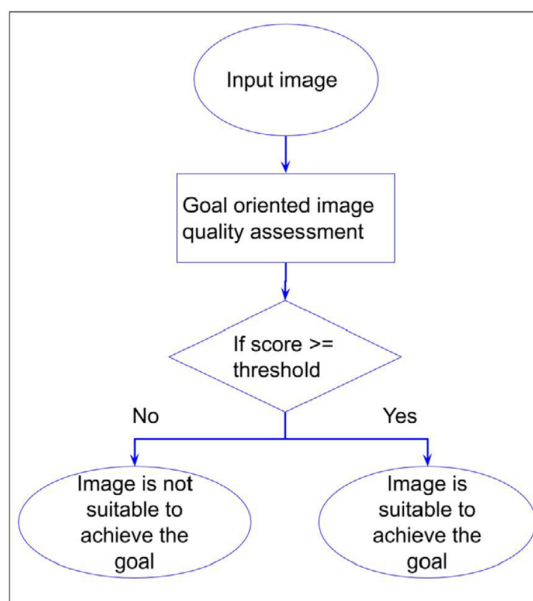 Input image
Goal oriented image
quality assessment
If score >=
threshold
No
Yes
Image is not
suitable to
achieve the
goal
Image is
suitable to
achieve the
goal